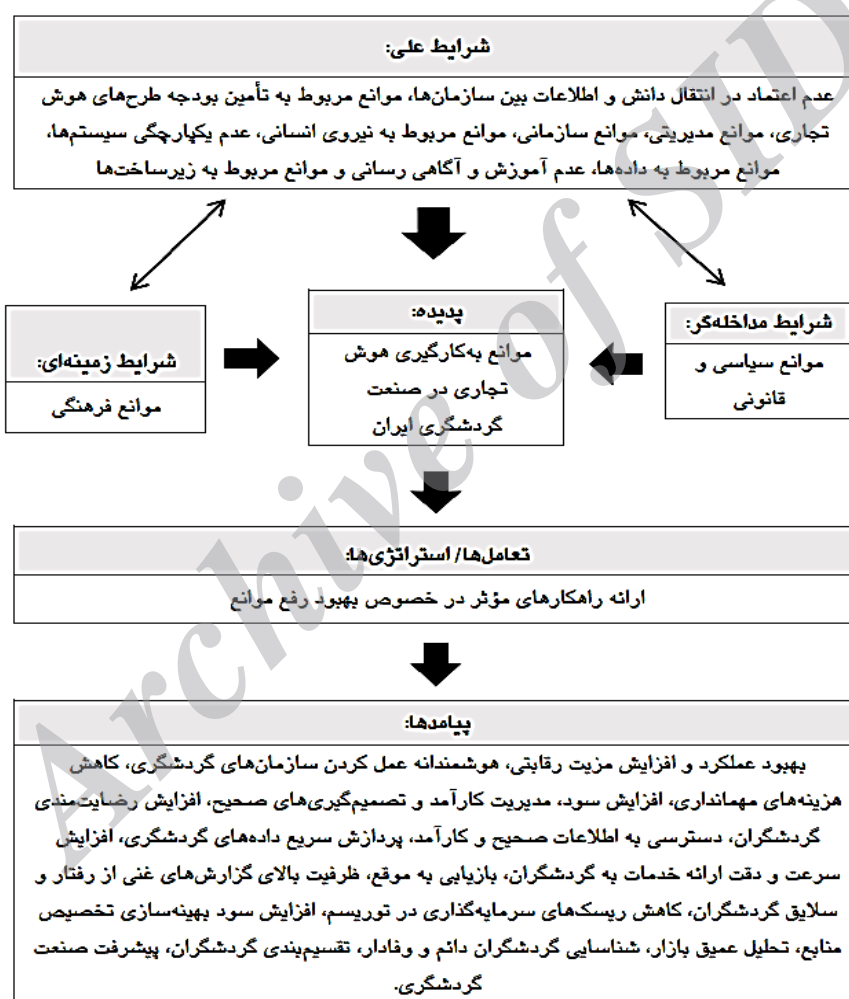 شرایط علی:
عدم اعتماد در انتقال دانش و اطلاعات بین سازمان‌ها، موانع مربوط به تأمین بودجه طرح‌های هوش
تجاری، موانع مدیریتی، موانع سازمانی، موانع مربوط به نیروی انسانی، عدم یکپارچگی سیستم‌ها،
موانع مربوط به داده‌ها، عدم آموزش و آگاهی رسانی و موانع مربوط به زیرساخت‌ها
شرایط مداخله‌گر:
موانع سیاسی و
قانونی
پدیده:
موانع به‌کارگیری هوش
تجاری در صنعت
گردشگری ایران
شرایط زمینه‌ای:
موانع فرهنگی
تعامل‌ها/ استراتژی‌ها:
ارائه راهکارهای مؤثر در خصوص بهبود رفع موانع
پیامدها:
بهبود عملکرد و افزایش مزیت رقابتی، هوشمندانه عمل کردن سازمان‌های گردشگری، کاهش
هزینه‌های مهمانداری، افزایش سود، مدیریت کارآمد و تصمیم‌گیری‌های صحیح، افزایش رضایت‌مندی
گردشگران، دسترسی به اطلاعات صحیح و کارآمد، پردازش سریع داده‌های گردشگری، افزایش
سرعت و دقت ارائه خدمات به گردشگران، بازیابی به موقع، ظرفیت بالای گزارش‌های غنی از رفتار و
سلایق گردشگران، کاهش ریسک‌های سرمایه‌گذاری در توریسم، افزایش سود بهینه‌سازی تخصیص
منابع، تحلیل عمیق بازار، شناسایی گردشگران دائم و وفادار، تقسیم‌بندی گردشگران، پیشرفت صنعت
گردشگری.
Archive of SID